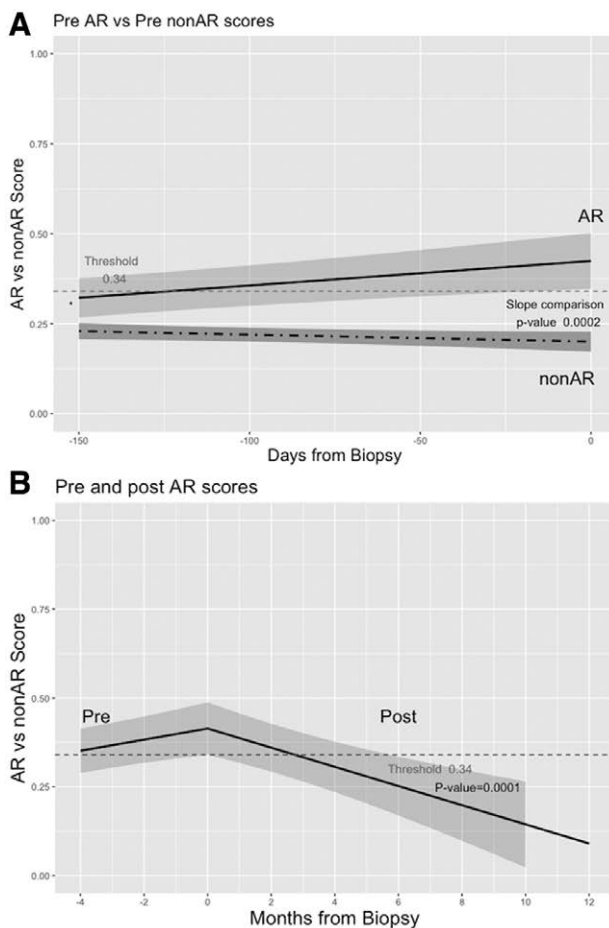 A
Pre AR vs Pre nonAR scores
AR vs nonAR Score
1.00
0.75
0.50
0.25
0.00
AR
Threshold
0.34
Slope comparison
p-value 0.0002
nonAR
-150
-100
-50
0
Days from Biopsy
B
Pre and post AR scores
AR vs nonAR Score
1.00
0.75
0.50
0.25
0.00
Pre
Post
Threshold 0.34
P-value=0.0001
-4
-2
0
2
4
6
8
10
12
Months from Biopsy